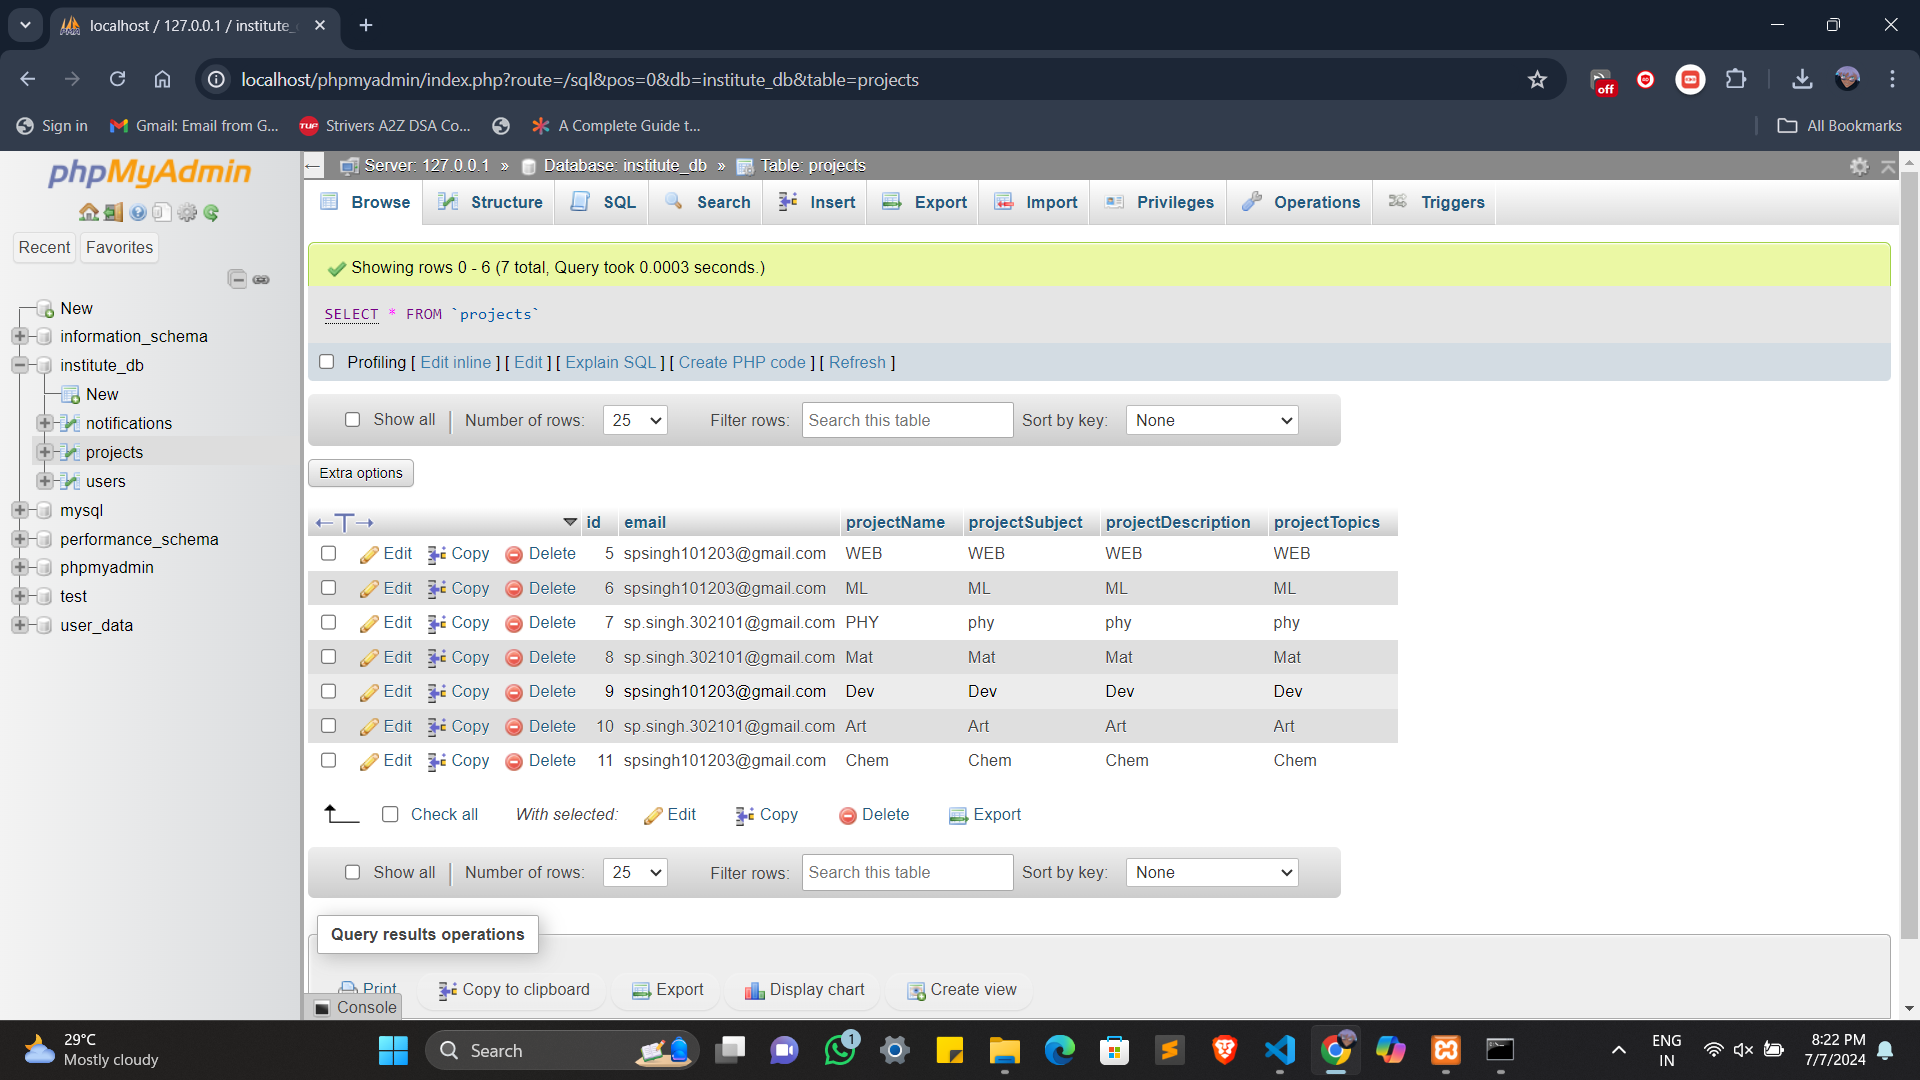 localhost / 127.0.0.1 / institute_
localhost/phpmyadmin/index.php?route=/sql&pos=0&db=institute_db&table=projects
off
Sign in
Gmail: Email from G...
TUF
Strivers A2Z DSA Co...
A Complete Guide t...
All Bookmarks
phpMyAdmin
Recent
Favorites
New
information_schema
institute_db
New
notifications
projects
users
mysql
performance_schema
phpmyadmin
test
user_data
Server: 127.0.0.1 » Database: institute_db » Table: projects
Browse Structure SQL Search Insert Export Import Privileges Operations Triggers
Showing rows 0 - 6 (7 total, Query took 0.0003 seconds.)
SELECT * FROM `projects`
Profiling [ Edit inline ] [ Edit ] [ Explain SQL ] [ Create PHP code ] [ Refresh ]
Show all Number of rows: 25 Filter rows: Search this table Sort by key: None
Extra options
id email projectName projectSubject projectDescription projectTopics
Edit Copy Delete 5 spsingh101203@gmail.com WEB WEB WEB WEB
Edit Copy Delete 6 spsingh101203@gmail.com ML ML ML ML
Edit Copy Delete 7 sp.singh.302101@gmail.com PHY phy phy phy
Edit Copy Delete 8 sp.singh.302101@gmail.com Mat Mat Mat Mat
Edit Copy Delete 9 spsingh101203@gmail.com Dev Dev Dev Dev
Edit Copy Delete 10 sp.singh.302101@gmail.com Art Art Art Art
Edit Copy Delete 11 spsingh101203@gmail.com Chem Chem Chem Chem
Check all With selected: Edit Copy Delete Export
Show all Number of rows: 25 Filter rows: Search this table Sort by key: None
Query results operations
Print Copy to clipboard Export Display chart Create view
Console
29°C
Mostly cloudy
Search
1
ENG
IN
8:22 PM
7/7/2024